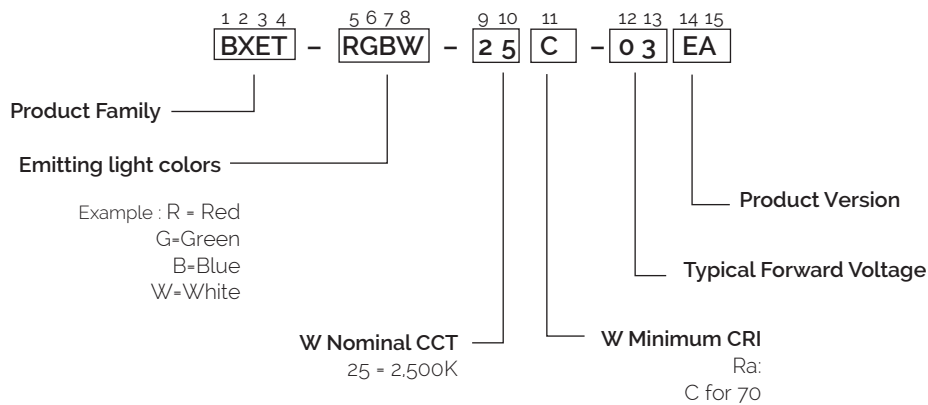 1 2 3 4 5 6 7 8 9 10 11 12 13 14 15
BXET – RGBW – 2 5 C – 0 3 EA
Product Family
Emitting light colors
Example : R = Red
G=Green
B=Blue
W=White
Product Version
Typical Forward Voltage
W Nominal CCT
25 = 2,500K
W Minimum CRI
Ra:
C for 70